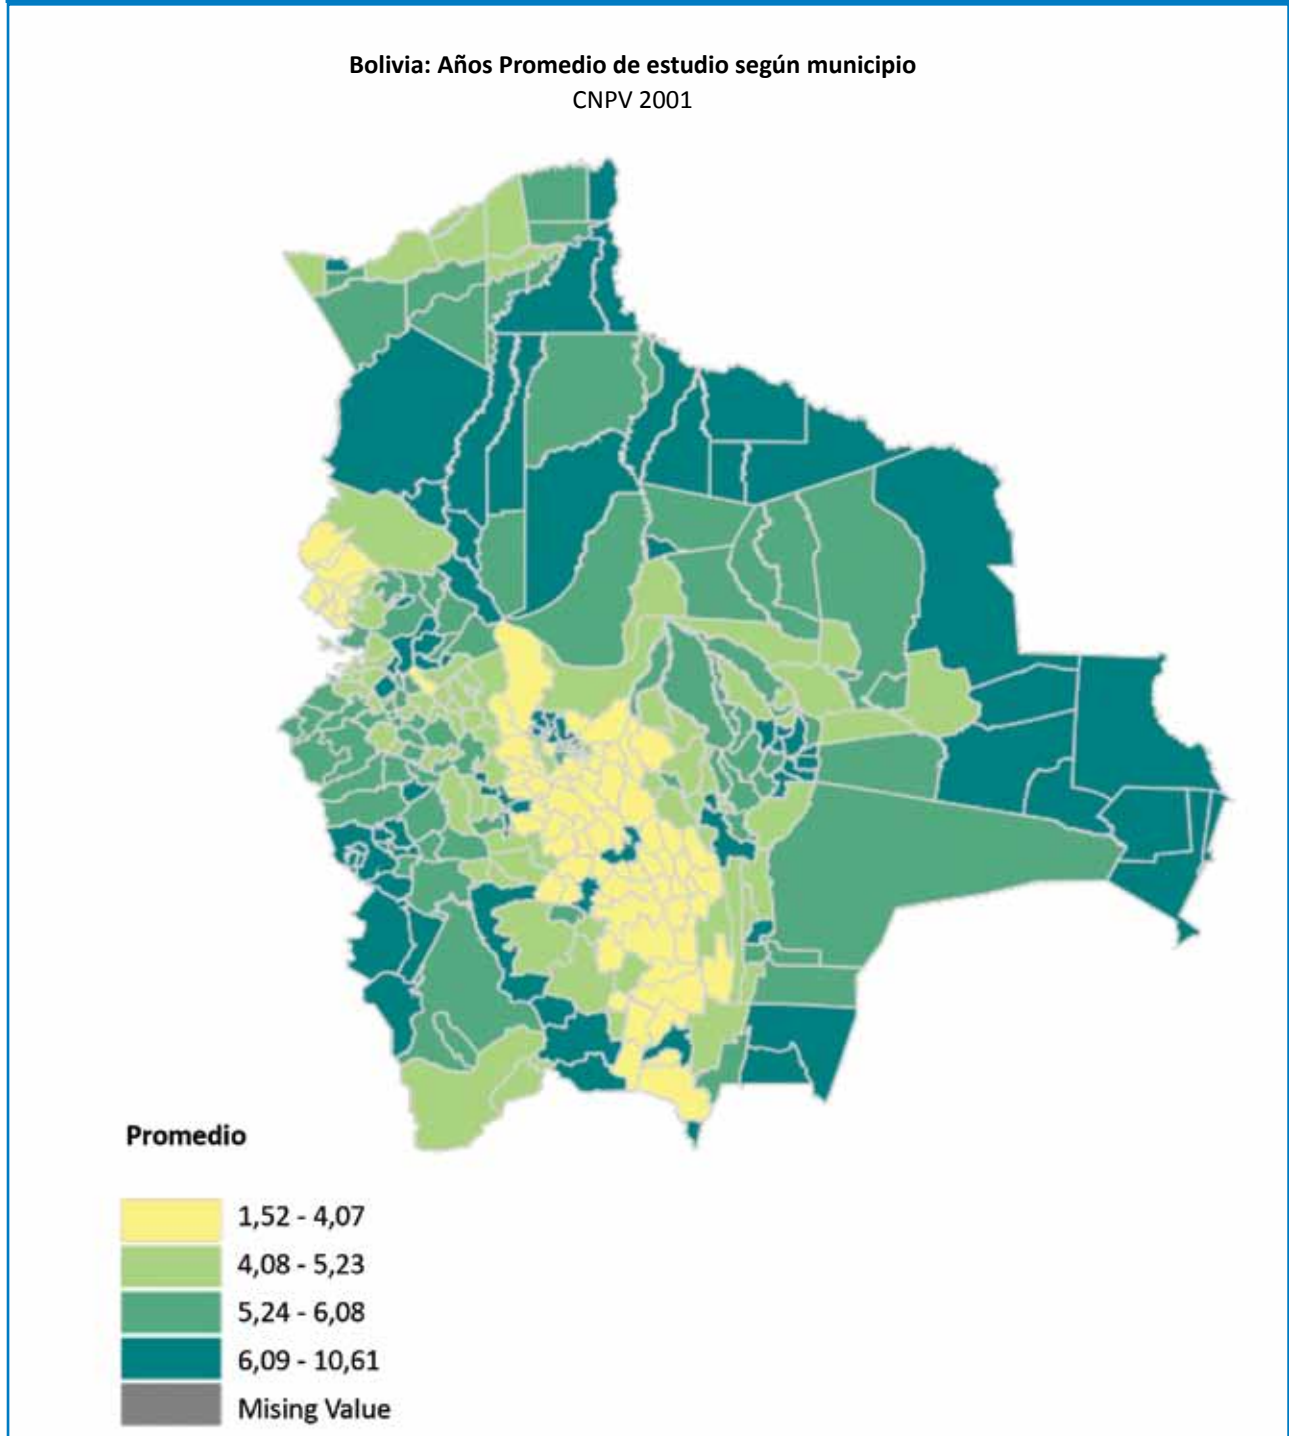 Bolivia: Años Promedio de estudio según municipio
CNPV 2001
Promedio
1,52 - 4,07
4,08 - 5,23
5,24 - 6,08
6,09 - 10,61
Mising Value